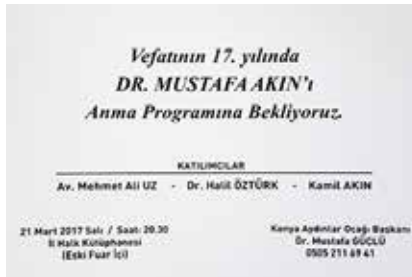 Vefatının 17. yılında
DR. MUSTAFA AKIN'ı
Anma Programına Bekliyoruz.
KATILIMCILAR
Av. Mehmet Ali UZ - Dr. Halil ÖZTÜRK - Kamil AKIN
21 Mart 2017 Salı / Saat: 20.30
İl Halk Kütüphanesi
(Eski Fuar İçi)
Konya Aydınlar Ocağı Başkanı
Dr. Mustafa GÜÇLÜ
0505 211 69 41